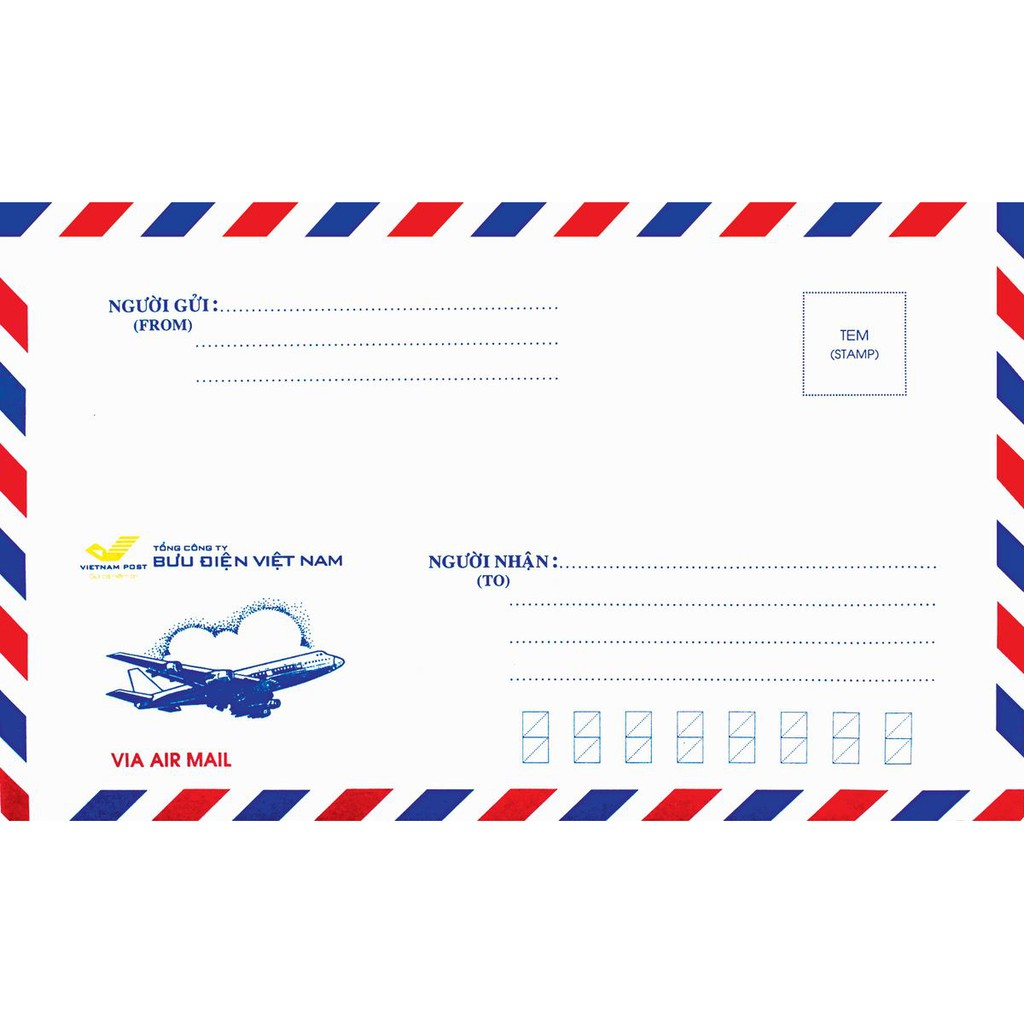 NGƯỜI GỬI:
(FROM)
TEM
(STAMP)
VIETNAM POST
TỔNG CÔNG TY
BƯU ĐIỆN VIỆT NAM
NGƯỜI NHẬN:
(TO)
VIA AIR MAIL